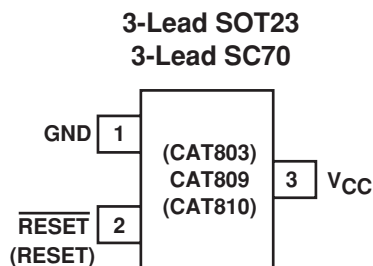 3-Lead SOT23
3-Lead SC70
GND 1
(CAT803)
CAT809
(CAT810)
3 VCC
RESET 2
(RESET)